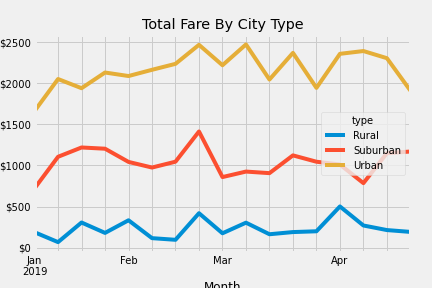 Total Fare By City Type
$2500
$2000
$1500
$1000
$500
$0
type
Rural
Suburban
Urban
Jan Feb Mar Apr
2019
Month